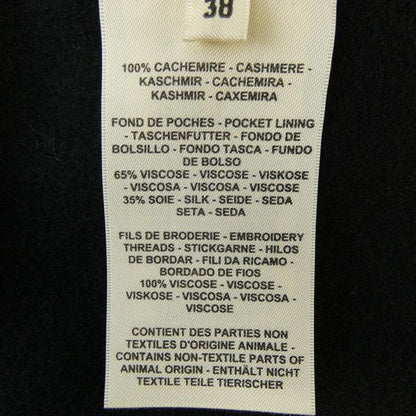 38
100% CACHEMIRE - CASHMERE -
KASCHMIR - CACHEMIRA -
KASHMIR - CAXEMIRA
FOND DE POCHES - POCKET LINING
- TASCHENFUTTER - FONDO DE
BOLSILLO - FONDO TASCA - FUNDO
DE BOLSO
65% VISCOSE - VISCOSE - VISKOSE
- VISCOSA - VISCOSA - VISCOSE
35% SOIE - SILK - SEIDE - SEDA
SETA - SEDA
FILS DE BRODERIE - EMBROIDERY
THREADS - STICKGARNE - HILOS
DE BORDAR - FILI DA RICAMO -
BORDADO DE FIOS
100% VISCOSE - VISCOSE -
VISKOSE - VISCOSA - VISCOSA -
VISCOSE
CONTIENT DES PARTIES NON
TEXTILES D'ORIGINE ANIMALE -
CONTAINS NON-TEXTILE PARTS OF
ANIMAL ORIGIN - ENTHÄLT NICHT
TEXTILE TEILE TIERISCHER